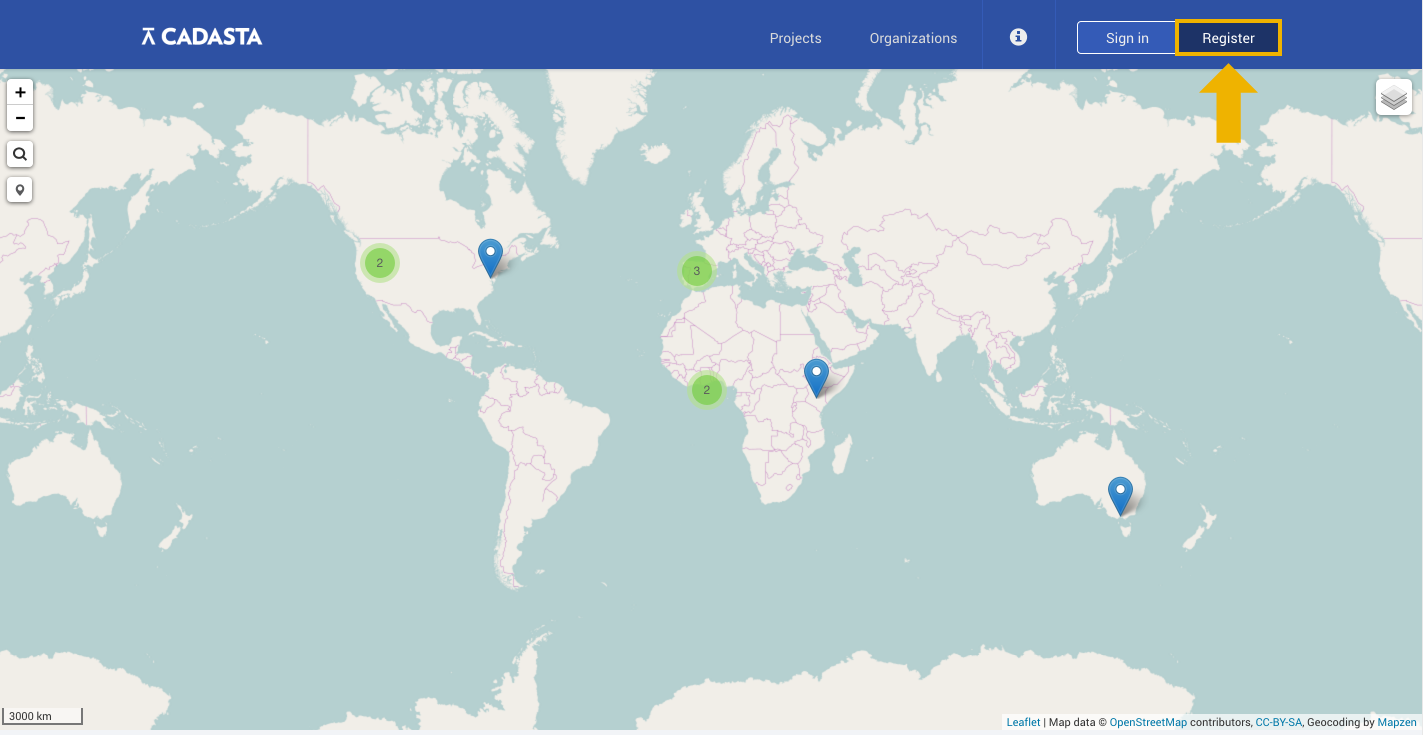 CADASTA
Projects
Organizations
Sign in
Register
+
-
2
3
2
3000 km
Leaflet | Map data © OpenStreetMap contributors, CC-BY-SA, Geocoding by Mapzen